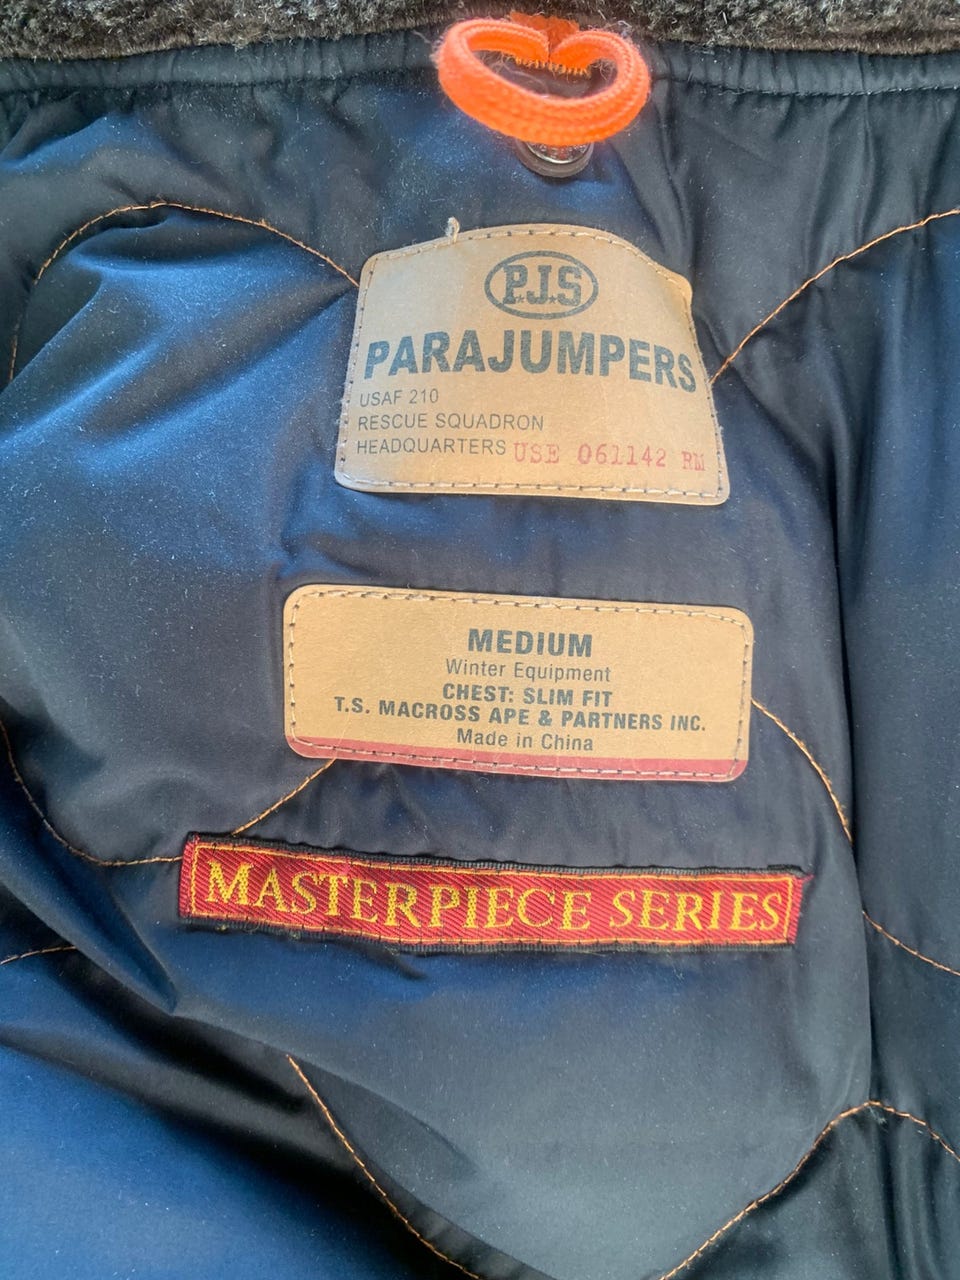 P.J.S
PARAJUMPERS
USAF 210
RESCUE SQUADRON
HEADQUARTERS USE 061142 RM
MEDIUM
Winter Equipment
CHEST: SLIM FIT
T.S. MACROSS APE & PARTNERS INC.
Made in China
MASTERPIECE SERIES